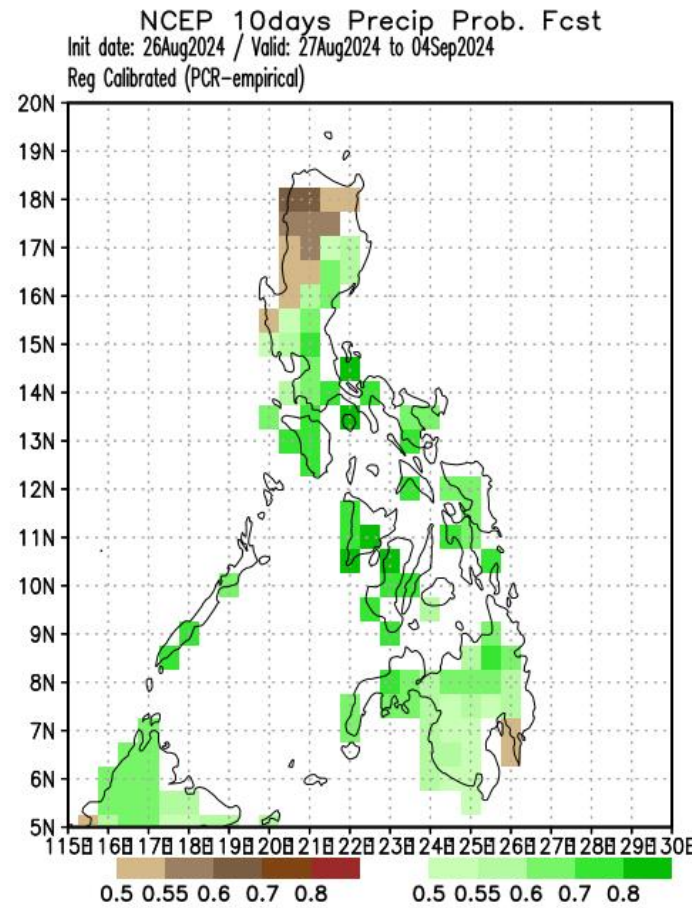 NCEP 10days Precip Prob. Fcst
Init date: 26Aug2024 / Valid: 27Aug2024 to 04Sep2024
Reg Calibrated (PCR-empirical)
20N
19N
18N
17N
16N
15N
14N
13N
12N
11N
10N
9N
8N
7N
6N
5N
115E 116E 117E 118E 119E 120E 121E 122E 123E 124E 125E 126E 127E 128E 129E 130E
0.5 0.55 0.6 0.7 0.8 0.5 0.55 0.6 0.7 0.8